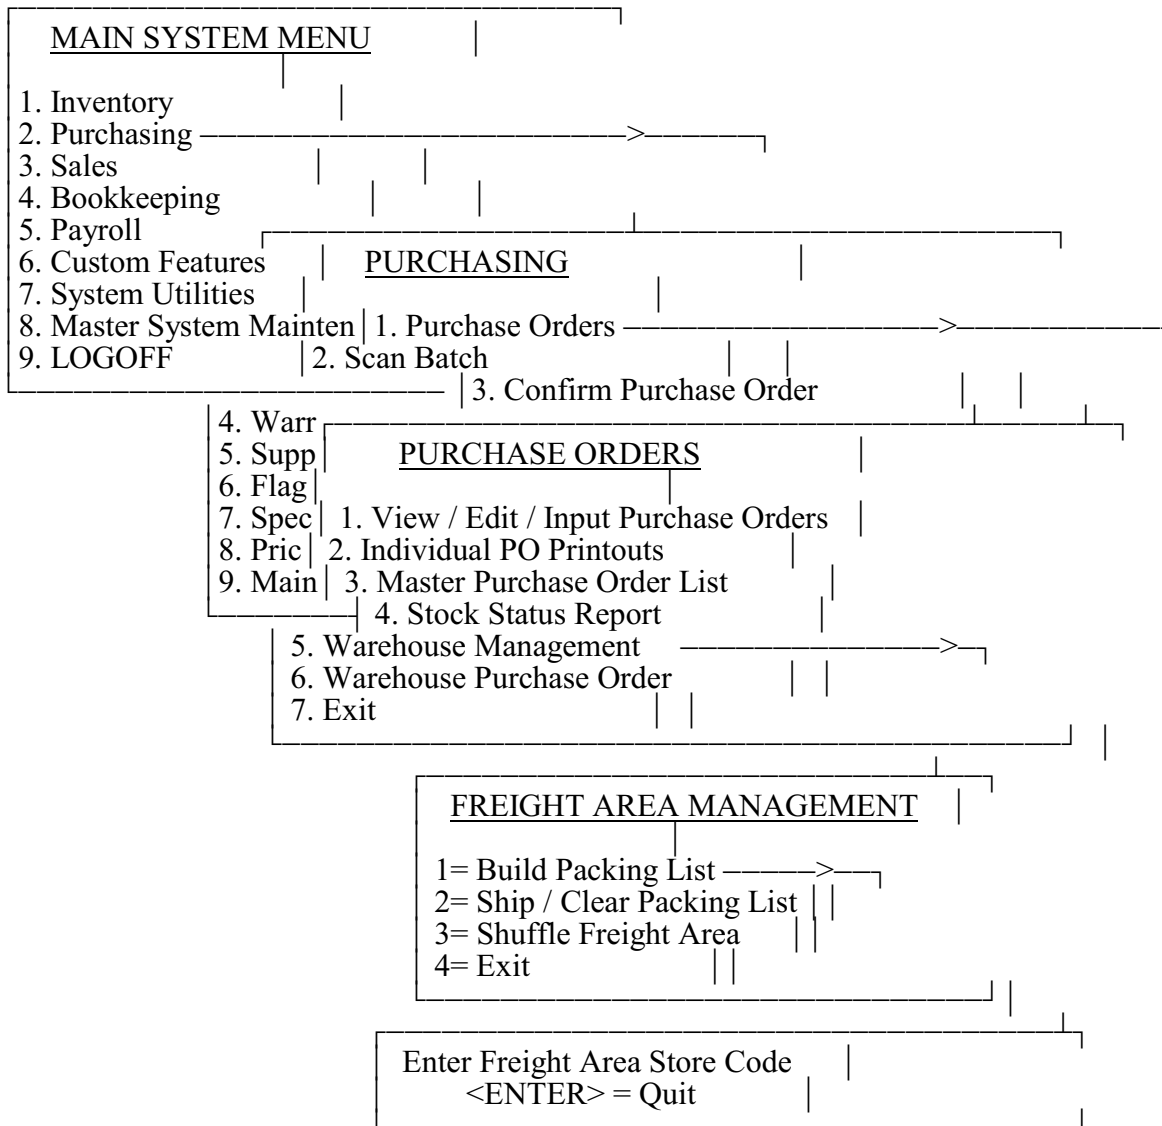 MAIN SYSTEM MENU
1. Inventory
2. Purchasing
3. Sales
4. Bookkeeping
5. Payroll
6. Custom Features PURCHASING
7. System Utilities
8. Master System Mainten 1. Purchase Orders
9. LOGOFF 2. Scan Batch
3. Confirm Purchase Order
4. Warr
5. Supp PURCHASE ORDERS
6. Flag
7. Spec 1. View / Edit / Input Purchase Orders
8. Pric 2. Individual PO Printouts
9. Main 3. Master Purchase Order List
4. Stock Status Report
5. Warehouse Management
6. Warehouse Purchase Order
7. Exit
FREIGHT AREA MANAGEMENT
1= Build Packing List
2= Ship / Clear Packing List
3= Shuffle Freight Area
4= Exit
Enter Freight Area Store Code
<ENTER> = Quit